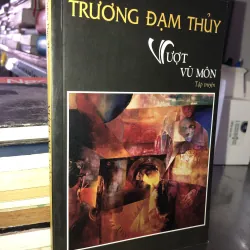 TRƯƠNG ĐẠM THỦY
VƯỢT
VŨ MÔN
Tập truyện